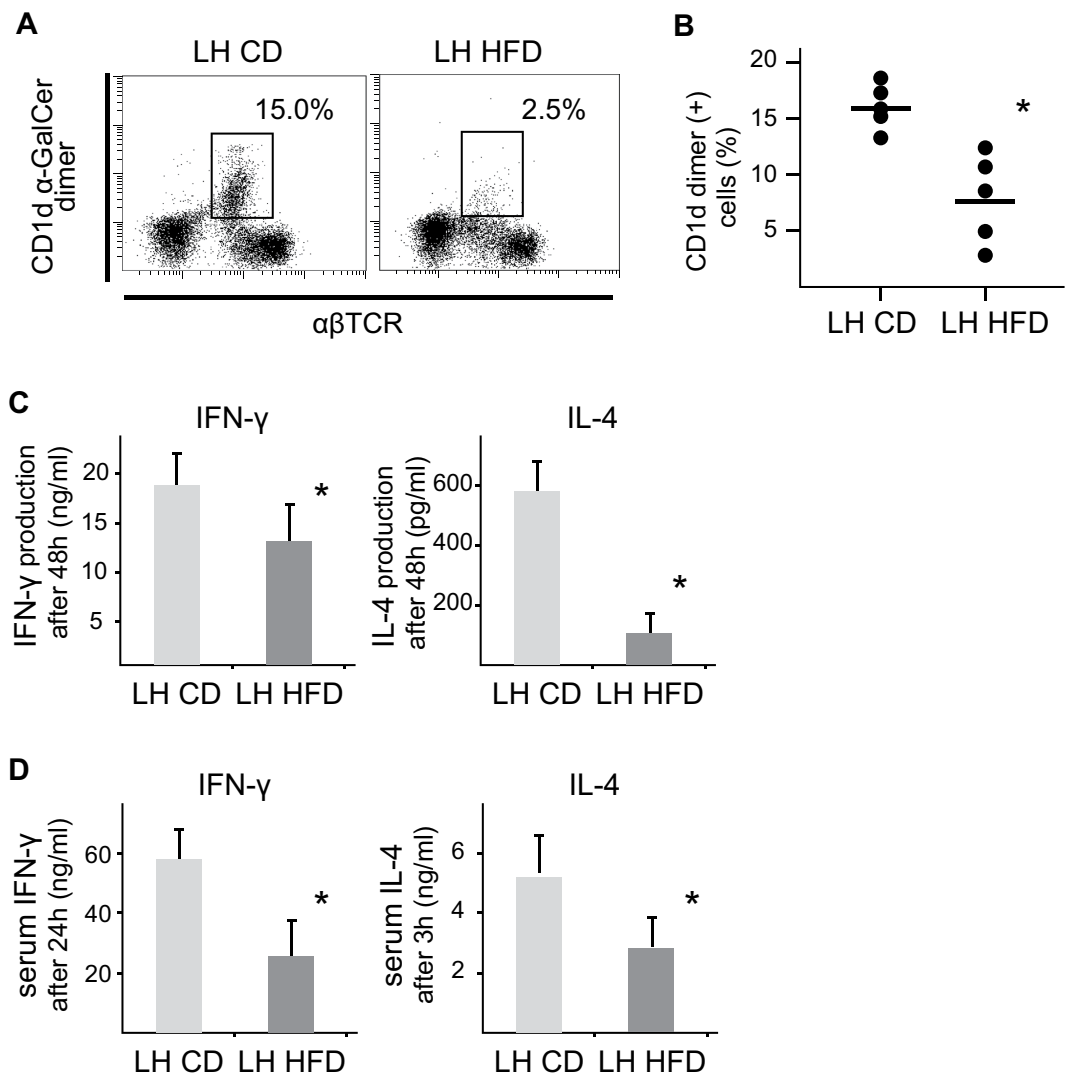 A
LH CD
LH HFD
15.0%
2.5%
CD1d α-GalCer
dimer
αβTCR
B
20
15
10
5
CD1d dimer (+)
cells (%)
*
LH CD
LH HFD
C
IFN-γ
20
15
10
5
IFN-γ production
after 48h (ng/ml)
*
LH CD
LH HFD
IL-4
600
400
200
IL-4 production
after 48h (pg/ml)
*
LH CD
LH HFD
D
IFN-γ
60
40
20
serum IFN-γ
after 24h (ng/ml)
*
LH CD
LH HFD
IL-4
6
4
2
serum IL-4
after 3h (ng/ml)
*
LH CD
LH HFD